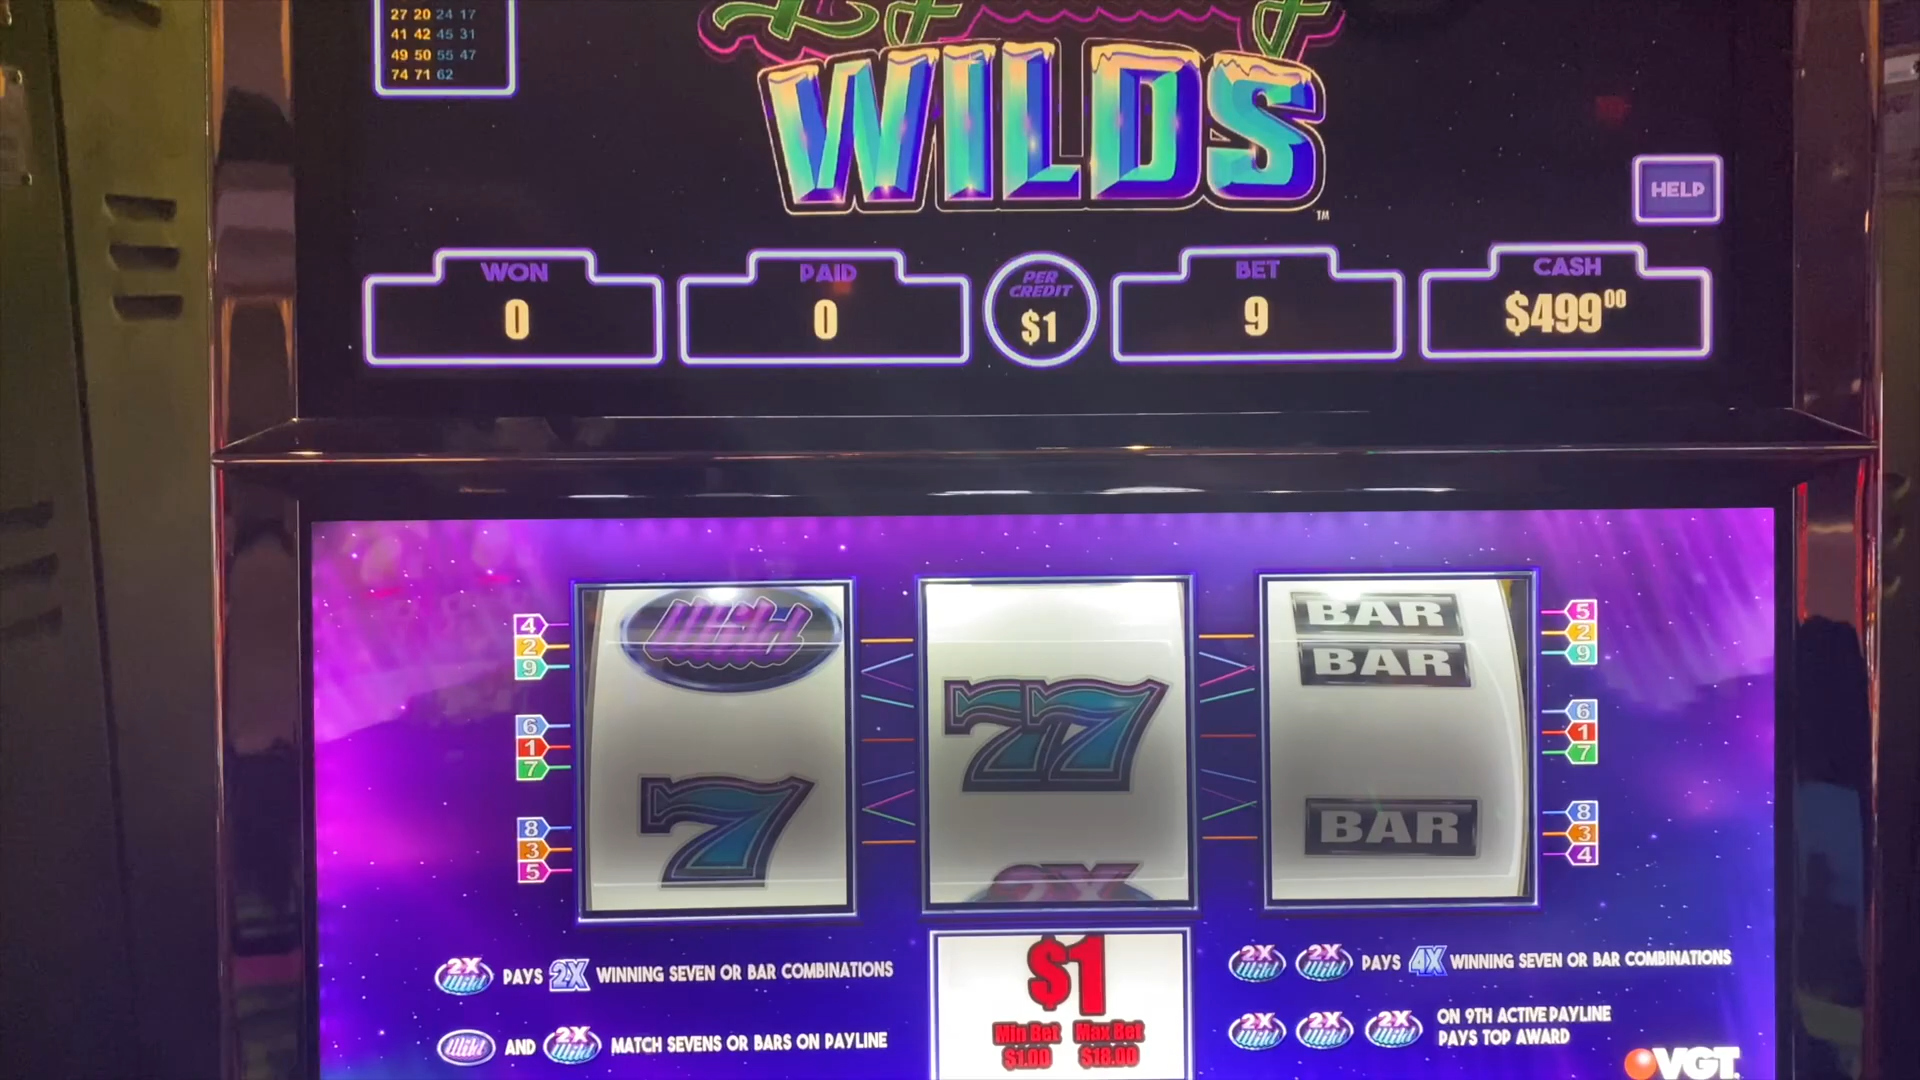 27 20 24 17
41 42 45 31
49 50 55 47
74 71 62
WILDS
TM
HELP
WON
0
PAID
0
PER CREDIT
$1
BET
9
CASH
$499⁰⁰
4
2
9
6
1
7
8
3
5
Wild
7
77
2X
BAR
BAR
BAR
5
2
9
6
1
7
8
3
4
2X Wild PAYS 2X WINNING SEVEN OR BAR COMBINATIONS
Wild AND 2X Wild MATCH SEVENS OR BARS ON PAYLINE
$1
Min Bet Max Bet
$1.00 $18.00
2X Wild 2X Wild PAYS 4X WINNING SEVEN OR BAR COMBINATIONS
2X Wild 2X Wild 2X Wild ON 9TH ACTIVE PAYLINE
PAYS TOP AWARD
VGT.